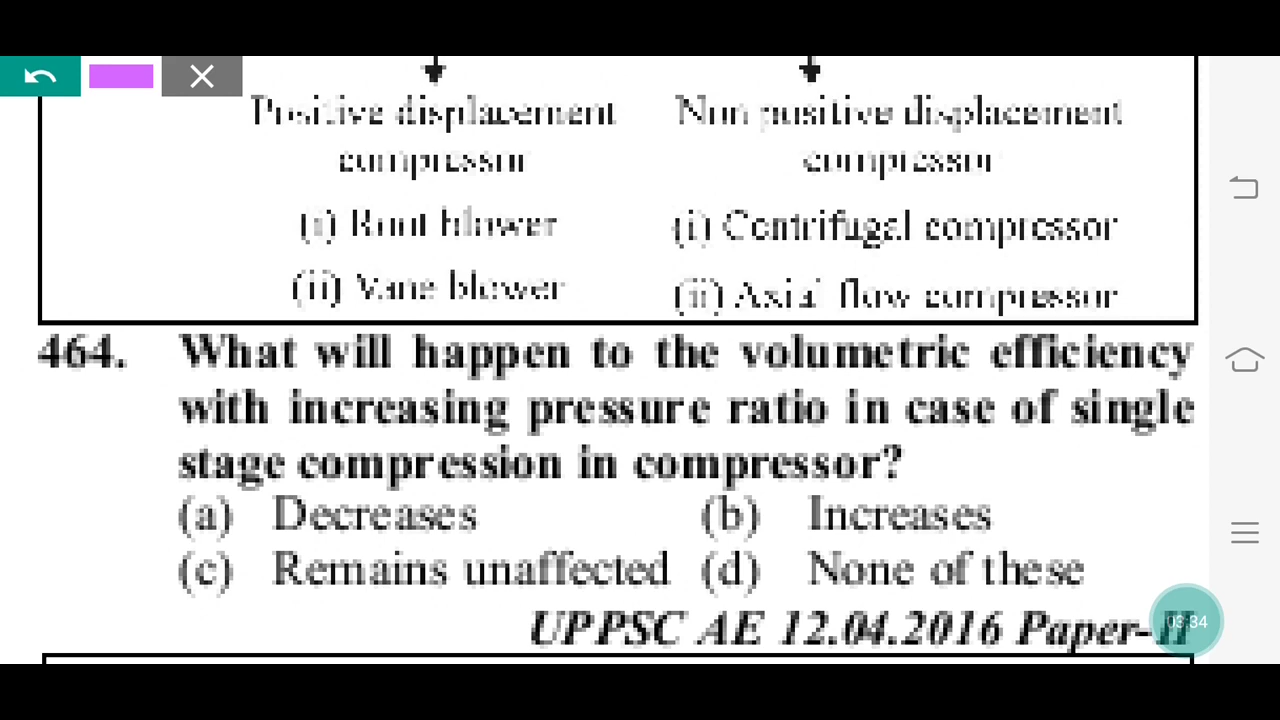 Positive displacement Non positive displacement
compressor compressor
(i) Root blower (i) Centrifugal compressor
(ii) Vane blower (ii) Axial flow compressor
464. What will happen to the volumetric efficiency
with increasing pressure ratio in case of single
stage compression in compressor?
(a) Decreases (b) Increases
(c) Remains unaffected (d) None of these
UPPSC AE 12.04.2016 Paper-II
03:34